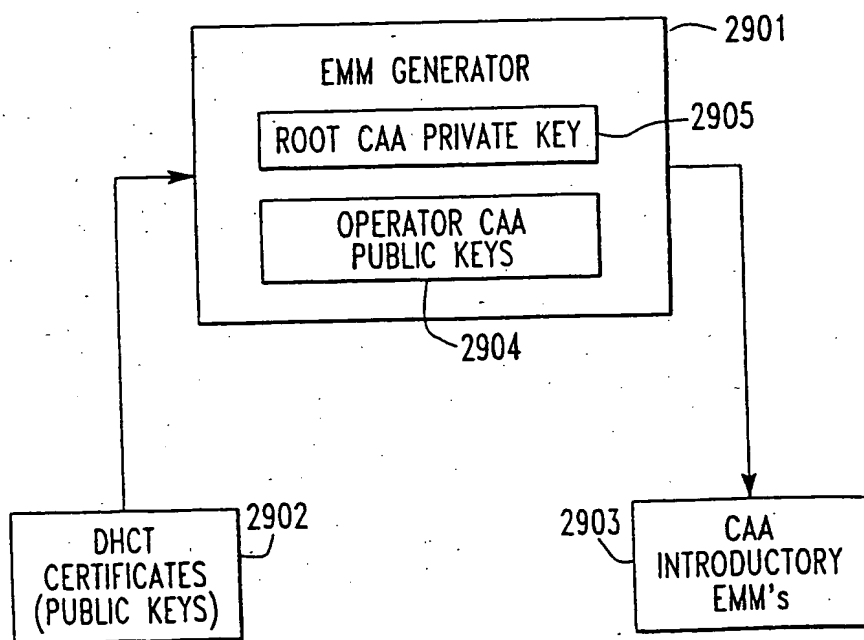 2901
EMM GENERATOR
ROOT CAA PRIVATE KEY
2905
OPERATOR CAA
PUBLIC KEYS
2904
DHCT
CERTIFICATES
(PUBLIC KEYS)
2902
2903
CAA
INTRODUCTORY
EMM's